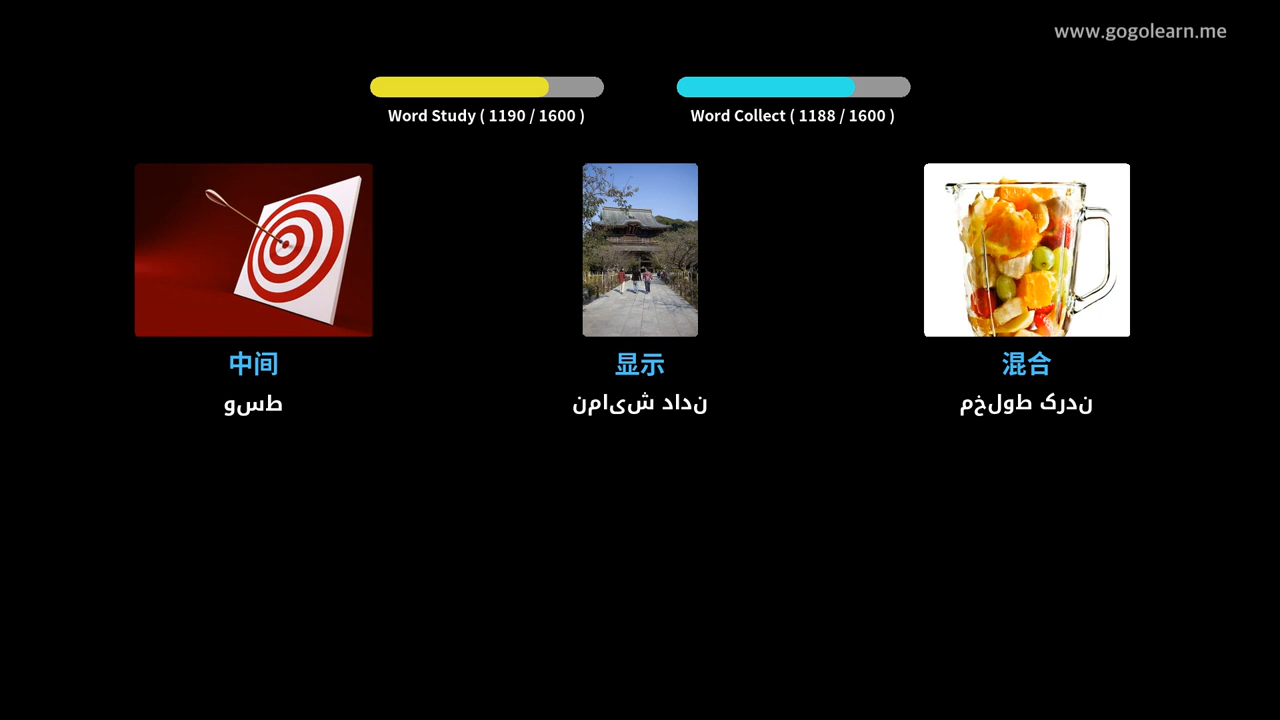 www.gogolearn.me
Word Study ( 1190 / 1600 )
Word Collect ( 1188 / 1600 )
中间
وسط
显示
نمایش دادن
混合
مخلوط کردن